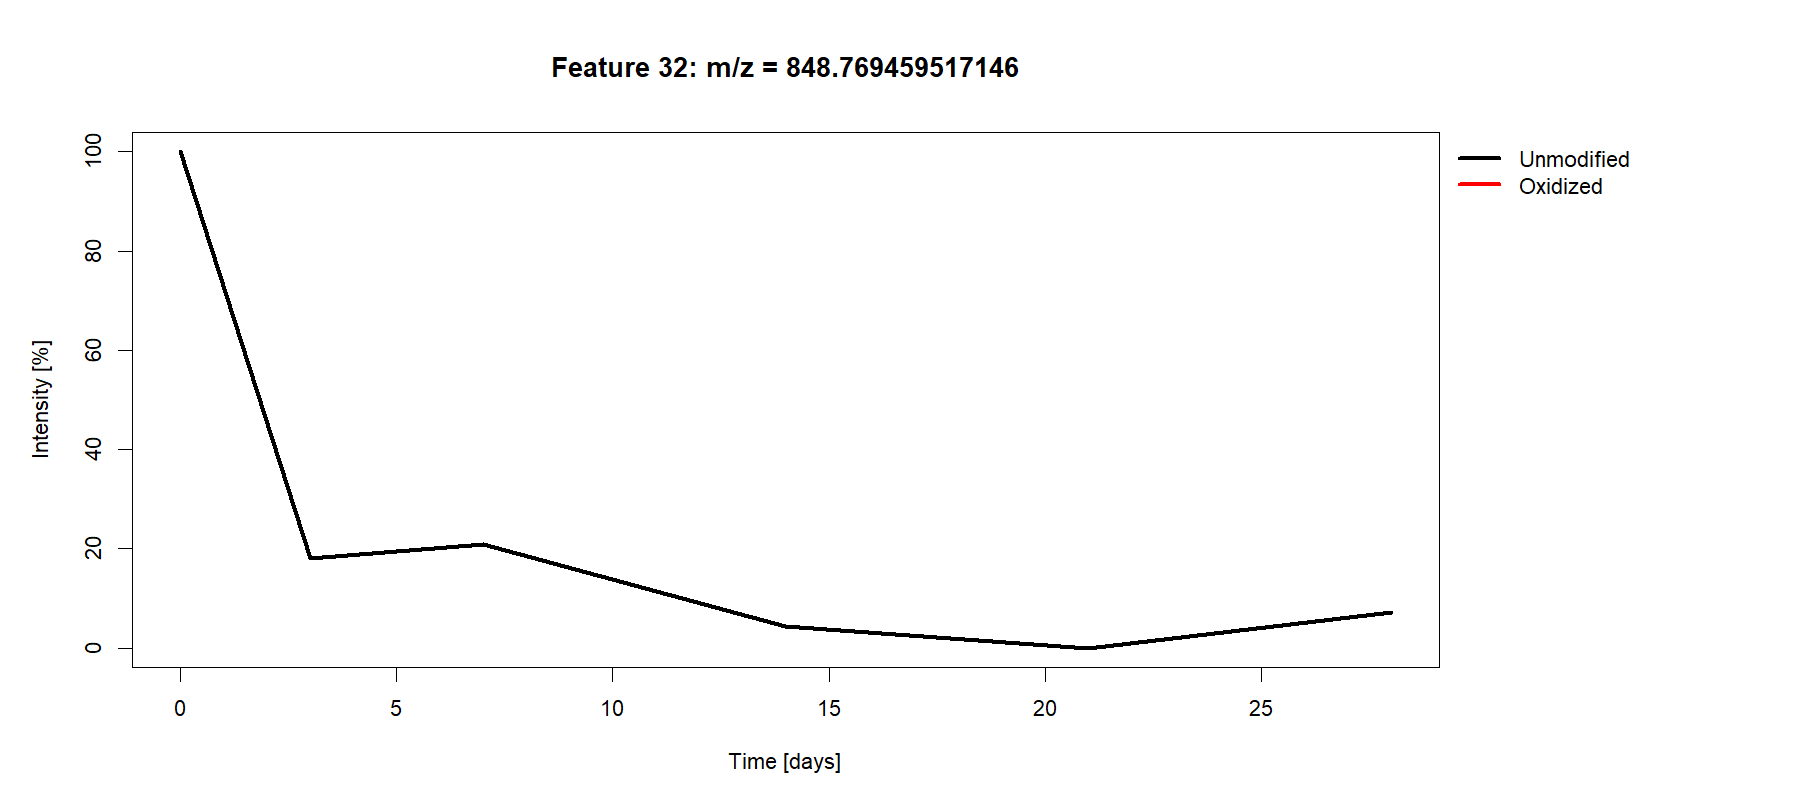 Feature 32: m/z = 848.769459517146
Unmodified
Oxidized
Intensity [%]
100
80
60
40
20
0
0 5 10 15 20 25
Time [days]